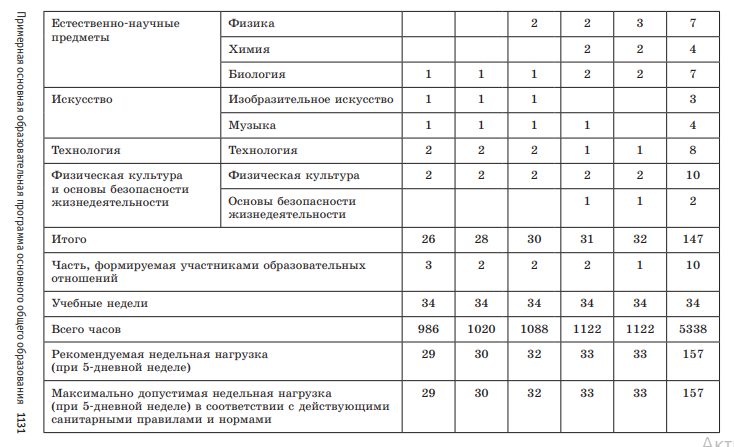 Примерная основная образовательная программа основного общего образования 1131
Естественно-научные
предметы
Физика 2 2 3 7
Химия 2 2 4
Биология 1 1 1 2 2 7
Искусство
Изобразительное искусство 1 1 1 3
Музыка 1 1 1 1 4
Технология Технология 2 2 2 1 1 8
Физическая культура
и основы безопасности
жизнедеятельности
Физическая культура 2 2 2 2 2 10
Основы безопасности
жизнедеятельности
1 1 2
Итого 26 28 30 31 32 147
Часть, формируемая участниками образовательных
отношений
3 2 2 2 1 10
Учебные недели 34 34 34 34 34 34
Всего часов 986 1020 1088 1122 1122 5338
Рекомендуемая недельная нагрузка
(при 5-дневной неделе)
29 30 32 33 33 157
Максимально допустимая недельная нагрузка
(при 5-дневной неделе) в соответствии с действующими
санитарными правилами и нормами
29 30 32 33 33 157